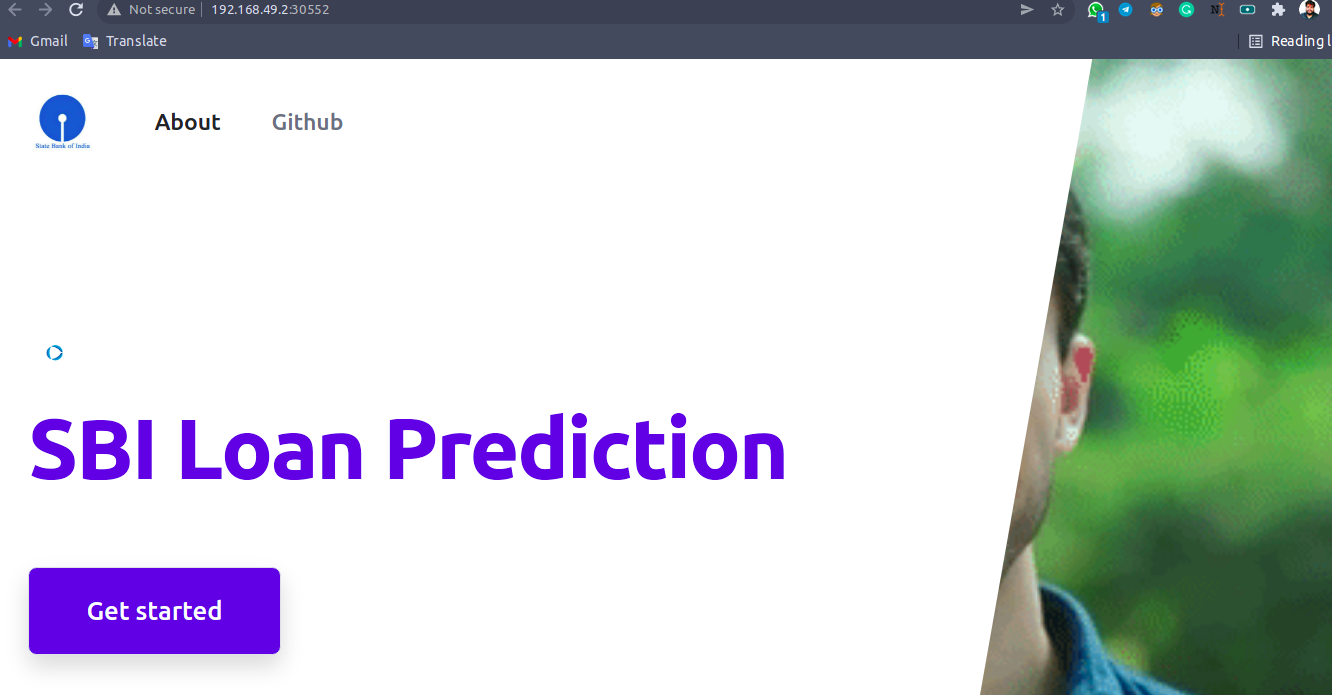 Not secure 192.168.49.2:30552
1
Gmail Translate Reading l
About Github
State Bank of India
SBI Loan Prediction
Get started